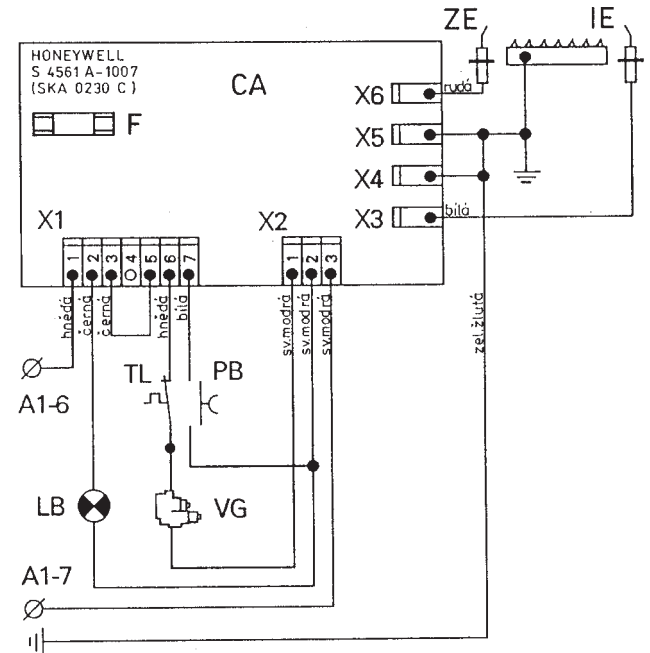 HONEYWELL
S 4561 A-1007
(SKA 0230 C)
F
CA
ZE
IE
X6
rudá
X5
X4
X3
bílá
X1
X2
1 2 3 4 5 6 7
1 2 3
hnědá
černá
černá
hnědá
bílá
sv.modrá
sv.modrá
sv.modrá
zel.žlutá
A1-6
TL
PB
LB
VG
A1-7